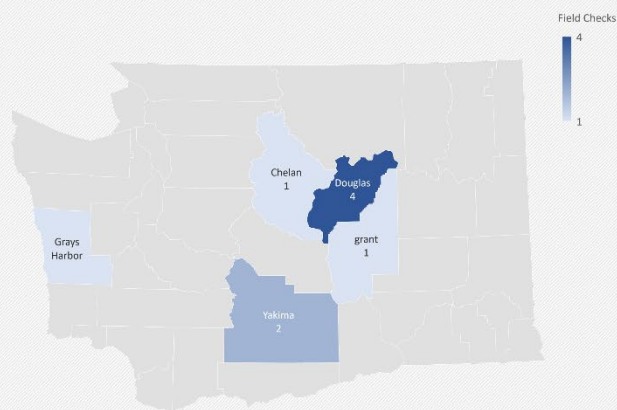 Field Checks
4
1
Chelan
1
Douglas
4
grant
1
Grays
Harbor
Yakima
2